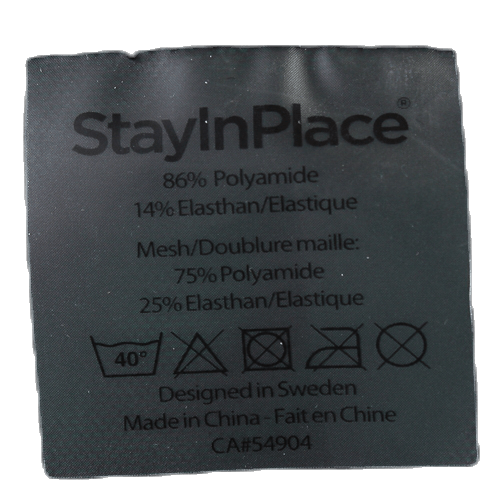 StayInPlace®
86% Polyamide
14% Elasthan/Elastique
Mesh/Doublure maille:
75% Polyamide
25% Elasthan/Elastique
40°
Designed in Sweden
Made in China - Fait en Chine
CA#54904